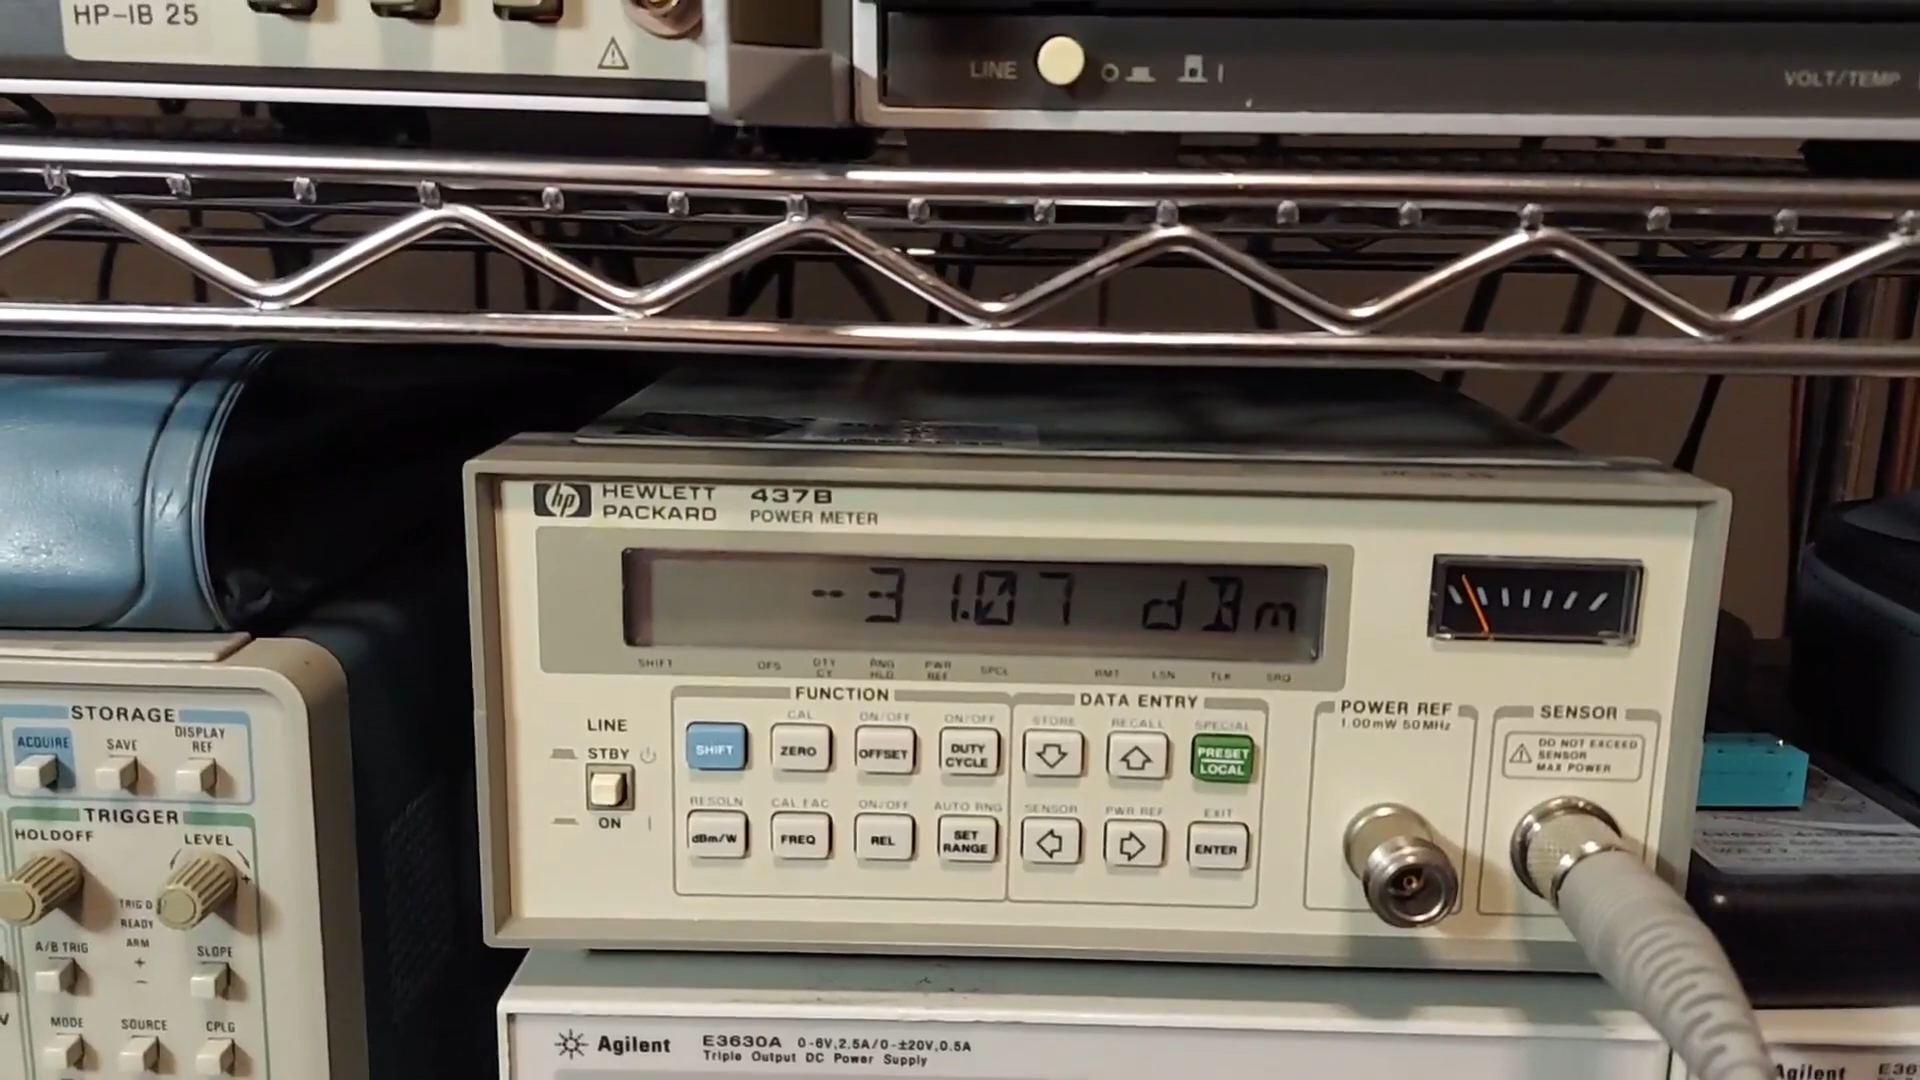 HP-IB 25
LINE
VOLT/TEMP
hp HEWLETT PACKARD
437B
POWER METER
-31.07 dBm
SHIFT
OFS
DTY CY
RNG HLD
PWR REF
SPCL
RMT
LSN
TLK
SRQ
LINE
STBY
ON
FUNCTION
CAL
ON/OFF
ON/OFF
SHIFT
ZERO
OFFSET
DUTY CYCLE
RESOLN
CAL FAC
ON/OFF
AUTO RNG
dBm/W
FREQ
REL
SET RANGE
DATA ENTRY
STORE
RECALL
SPECIAL
PRESET
LOCAL
SENSOR
PWR REF
EXIT
ENTER
POWER REF
1.00mW 50MHz
SENSOR
DO NOT EXCEED
SENSOR
MAX POWER
STORAGE
ACQUIRE
SAVE
DISPLAY
REF
TRIGGER
HOLDOFF
LEVEL
TRIG'D
READY
ARM
+
-
A/B TRIG
SLOPE
MODE
SOURCE
CPLG
Agilent
E3630A 0-6V,2.5A/0-±20V,0.5A
Triple Output DC Power Supply
Agilent